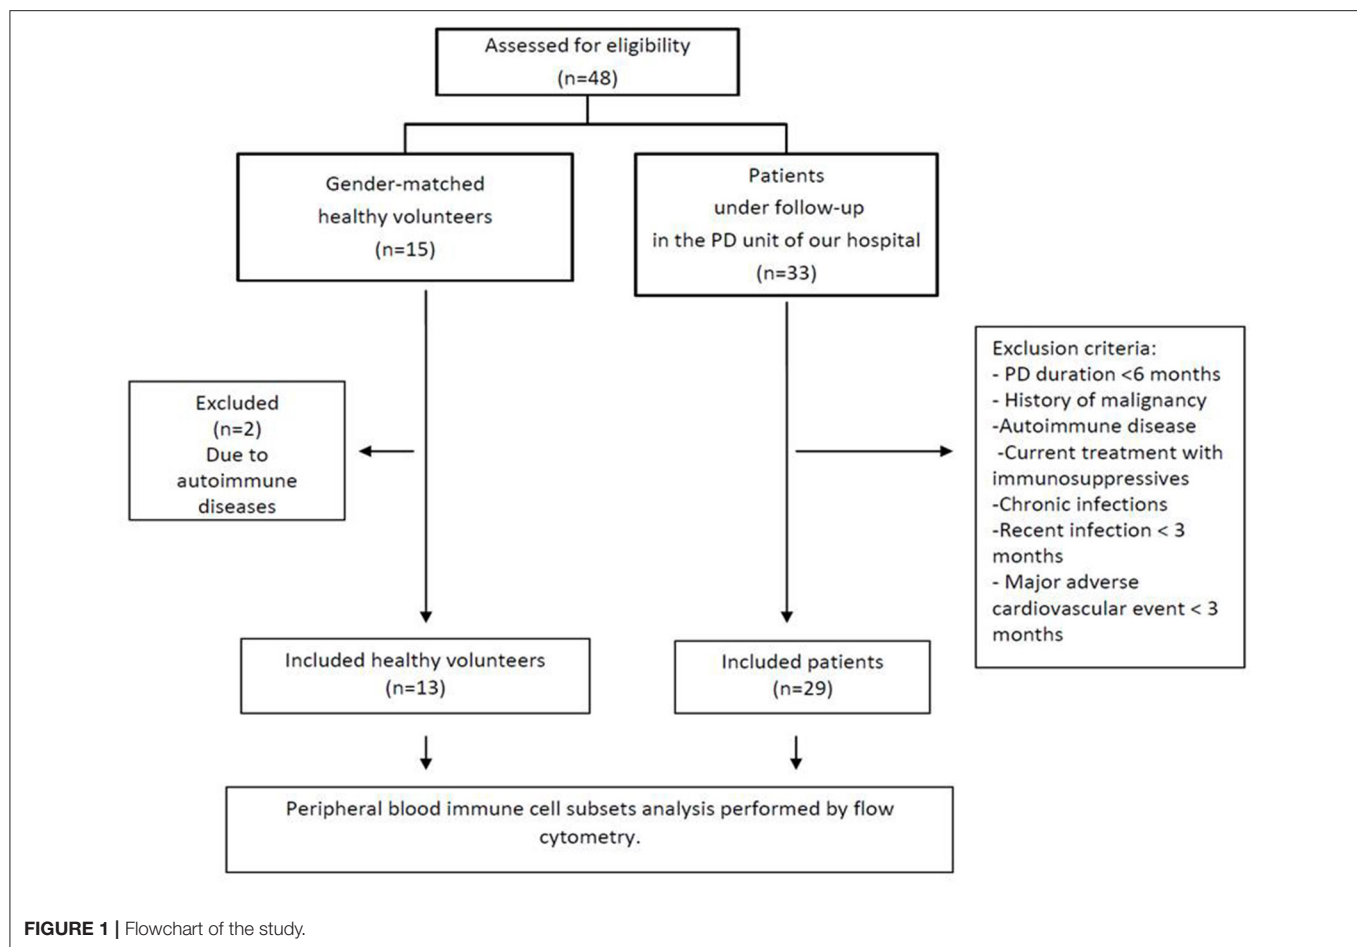 Assessed for eligibility
(n=48)
Gender-matched
healthy volunteers
(n=15)
Patients
under follow-up
in the PD unit of our hospital
(n=33)
Excluded
(n=2)
Due to
autoimmune
diseases
Exclusion criteria:
- PD duration <6 months
- History of malignancy
-Autoimmune disease
-Current treatment with
immunosuppressives
-Chronic infections
-Recent infection < 3
months
- Major adverse
cardiovascular event < 3
months
Included healthy volunteers
(n=13)
Included patients
(n=29)
Peripheral blood immune cell subsets analysis performed by flow
cytometry.
FIGURE 1 | Flowchart of the study.